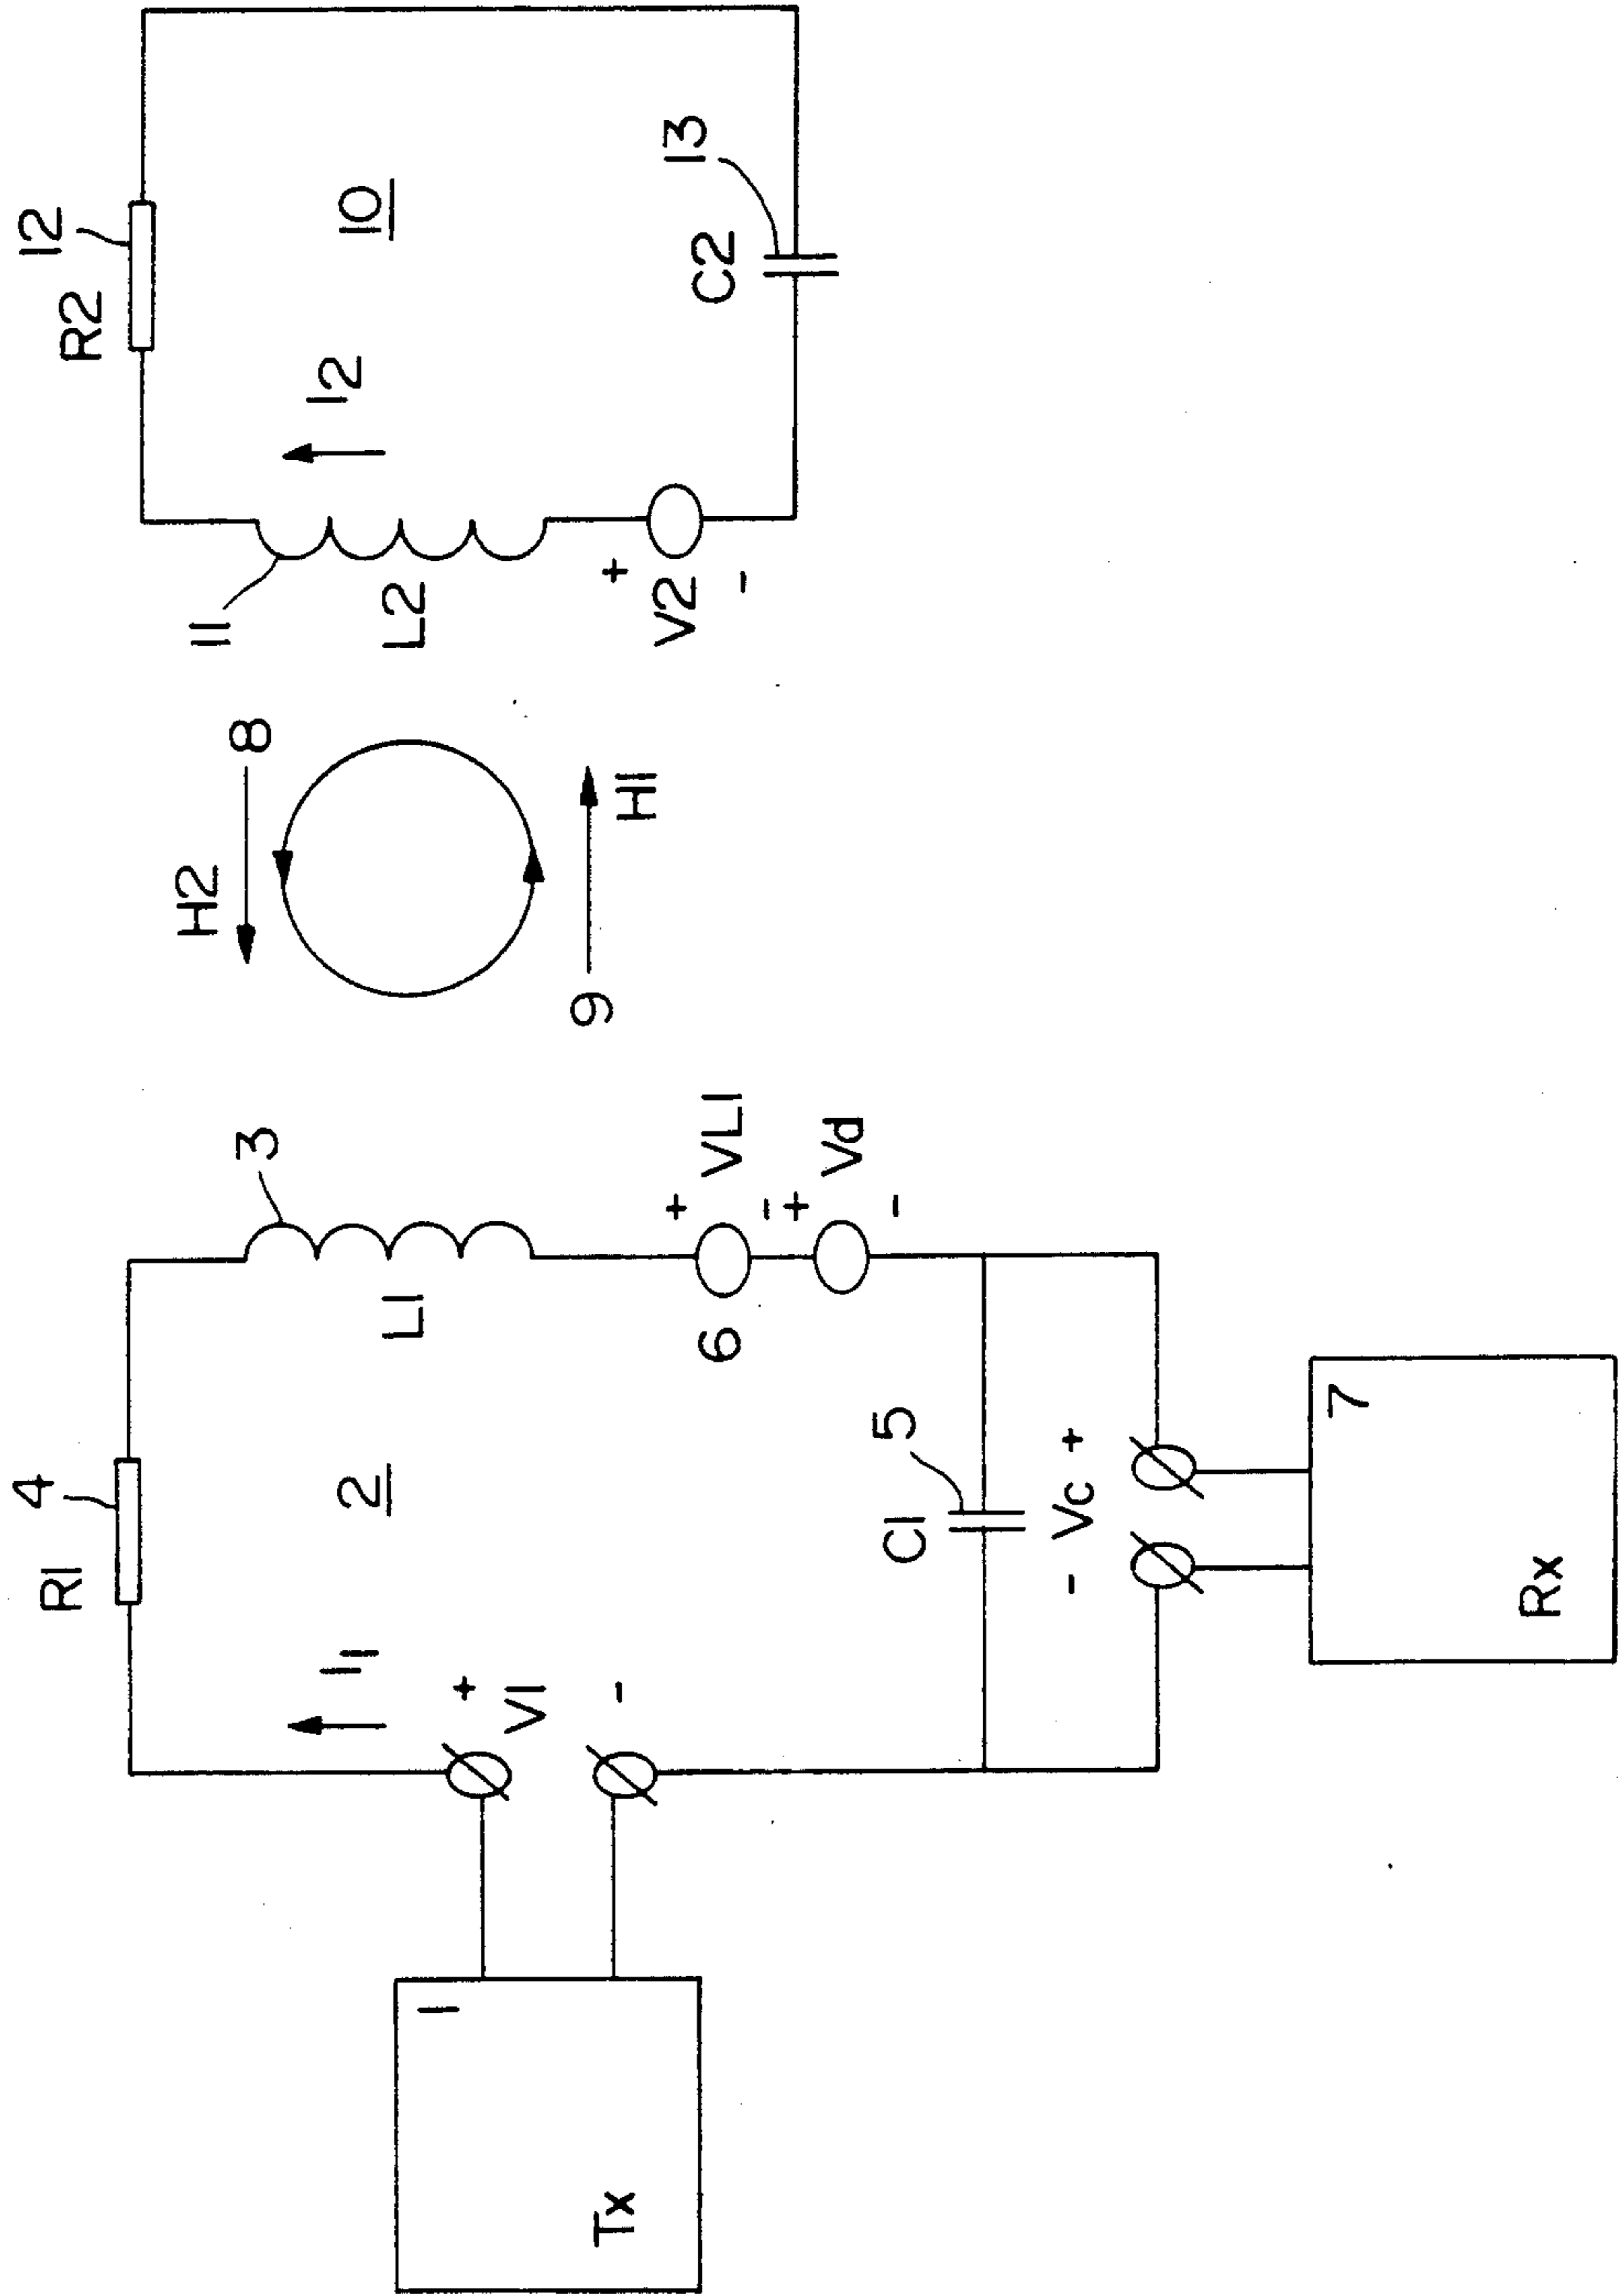 12
R2
10
I2
13
C2
11
L2
+
V2
-
8
H2
H1
9
3
4
R1
L1
2
I1
+
VL1
-
+
Vd
-
6
+
V1
-
5
C1
- Vc +
1
Tx
7
Rx